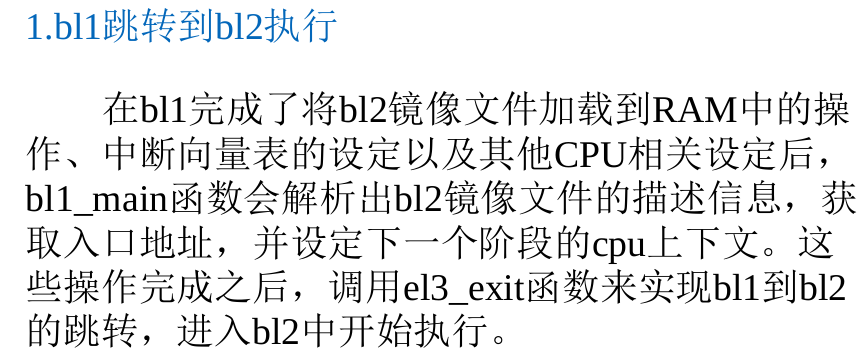 1.bl1跳转到bl2执行
在bl1完成了将bl2镜像文件加载到RAM中的操
作、中断向量表的设定以及其他CPU相关设定后，
bl1_main函数会解析出bl2镜像文件的描述信息，获
取入口地址，并设定下一个阶段的cpu上下文。这
些操作完成之后，调用el3_exit函数来实现bl1到bl2
的跳转，进入bl2中开始执行。